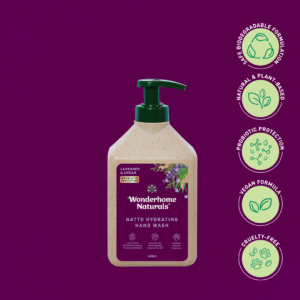 SAFE BIODEGRADABLE FORMULATION
NATURAL & PLANT-BASED
PROBIOTIC PROTECTION
VEGAN FORMULA
CRUELTY-FREE
LAVENDER
& CEDAR
Wonderhome
Naturals
NATTO HYDRATING
HAND WASH